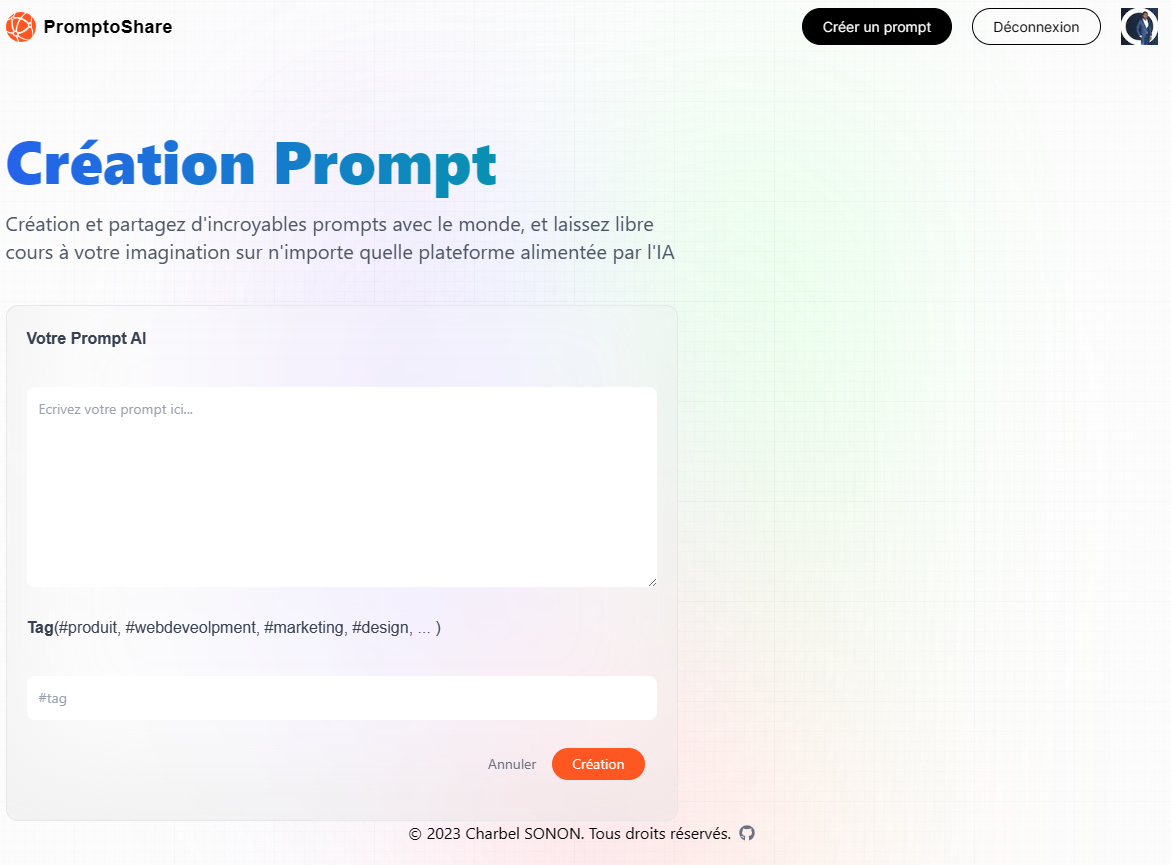 PromptoShare
Créer un prompt
Déconnexion
Création Prompt
Création et partagez d'incroyables prompts avec le monde, et laissez libre
cours à votre imagination sur n'importe quelle plateforme alimentée par l'IA
Votre Prompt AI
Ecrivez votre prompt ici...
Tag(#produit, #webdeveolpment, #marketing, #design, ... )
#tag
Annuler
Création
© 2023 Charbel SONON. Tous droits réservés.